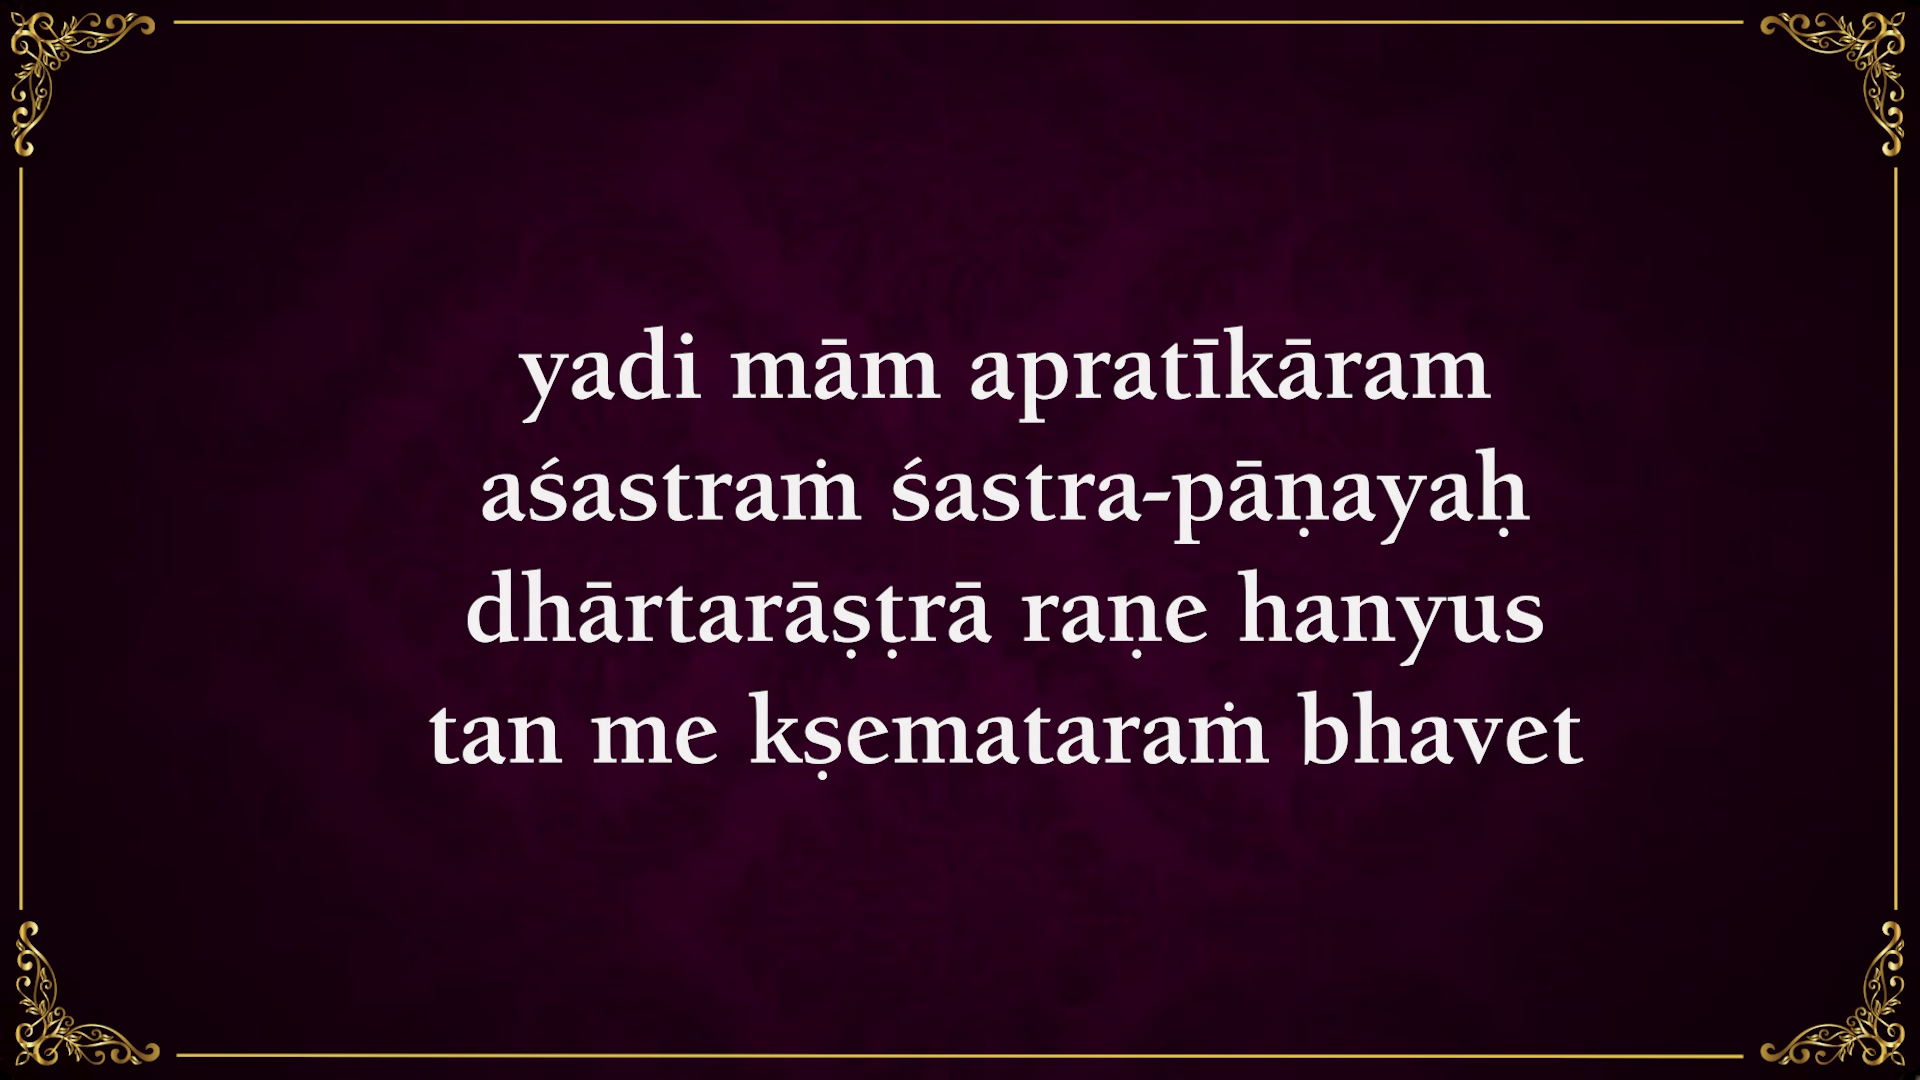 yadi mām apratīkāram
aśastraṁ śastra-pāṇayaḥ
dhārtarāṣṭrā raṇe hanyus
tan me kṣemataraṁ bhavet